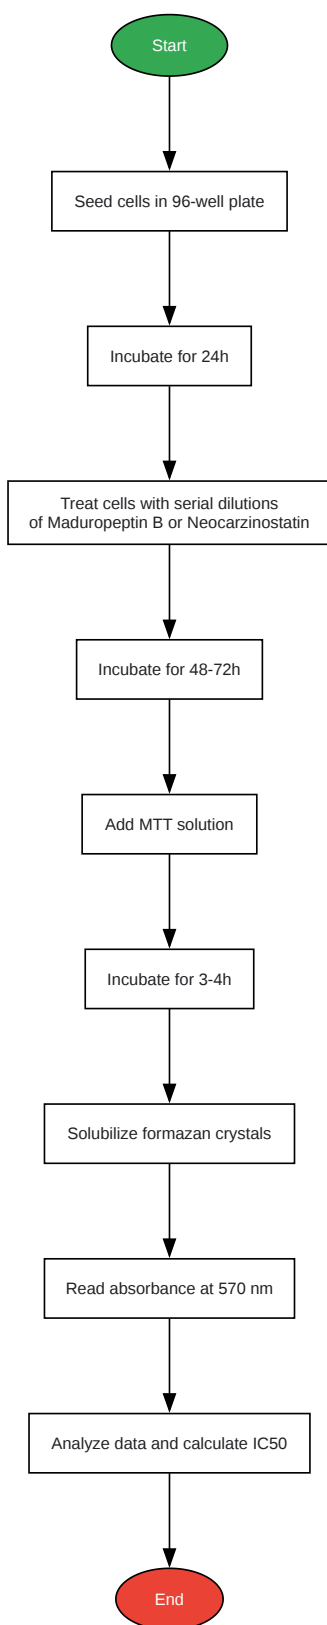 Start
Seed cells in 96-well plate
Incubate for 24h
Treat cells with serial dilutions
of Maduropeptin B or Neocarzinostatin
Incubate for 48-72h
Add MTT solution
Incubate for 3-4h
Solubilize formazan crystals
Read absorbance at 570 nm
Analyze data and calculate IC50
End